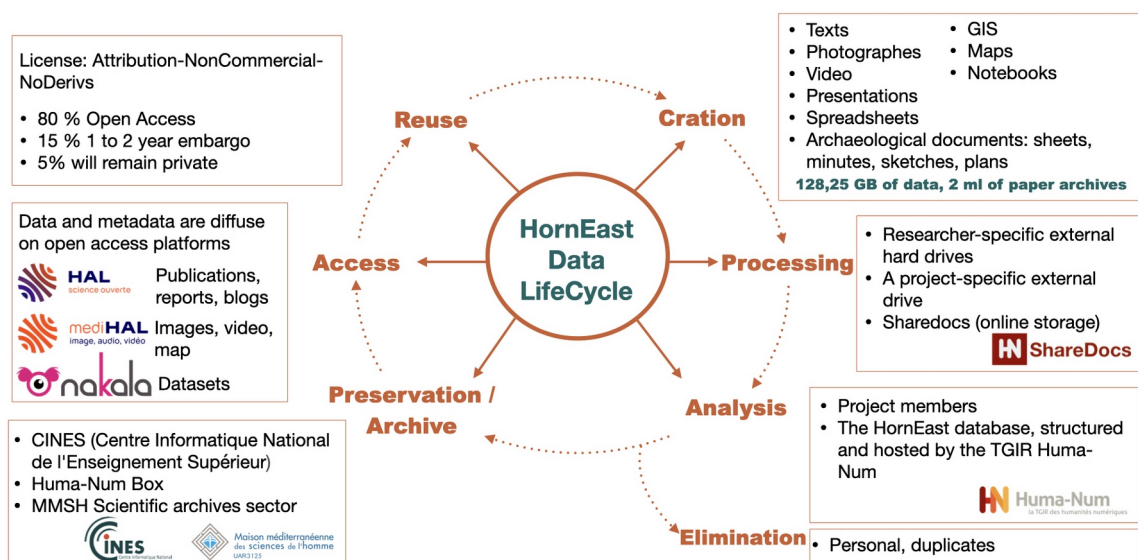 License: Attribution-NonCommercial-
NoDerivs
• 80 % Open Access
• 15 % 1 to 2 year embargo
• 5% will remain private
• Texts
• Photographes
• Video
• Presentations
• Spreadsheets
• Archaeological documents: sheets,
minutes, sketches, plans
• GIS
• Maps
• Notebooks
128,25 GB of data, 2 ml of paper archives
Reuse
Cration
HornEast
Data
LifeCycle
Access
Processing
Preservation /
Archive
Analysis
Elimination
Data and metadata are diffuse
on open access platforms
HAL
science ouverte
Publications,
reports, blogs
mediHAL
image, audio, vidéo
Images, video,
map
nakala
Datasets
• Researcher-specific external
hard drives
• A project-specific external
drive
• Sharedocs (online storage)
HN ShareDocs
• CINES (Centre Informatique National
de l'Enseignement Supérieur)
• Huma-Num Box
• MMSH Scientific archives sector
CINES
Centre Informatique National
Maison méditerranéenne
des sciences de l'homme
UAR3125
• Project members
• The HornEast database, structured
and hosted by the TGIR Huma-
Num
HN Huma-Num
la TGIR des humanités numériques
• Personal, duplicates